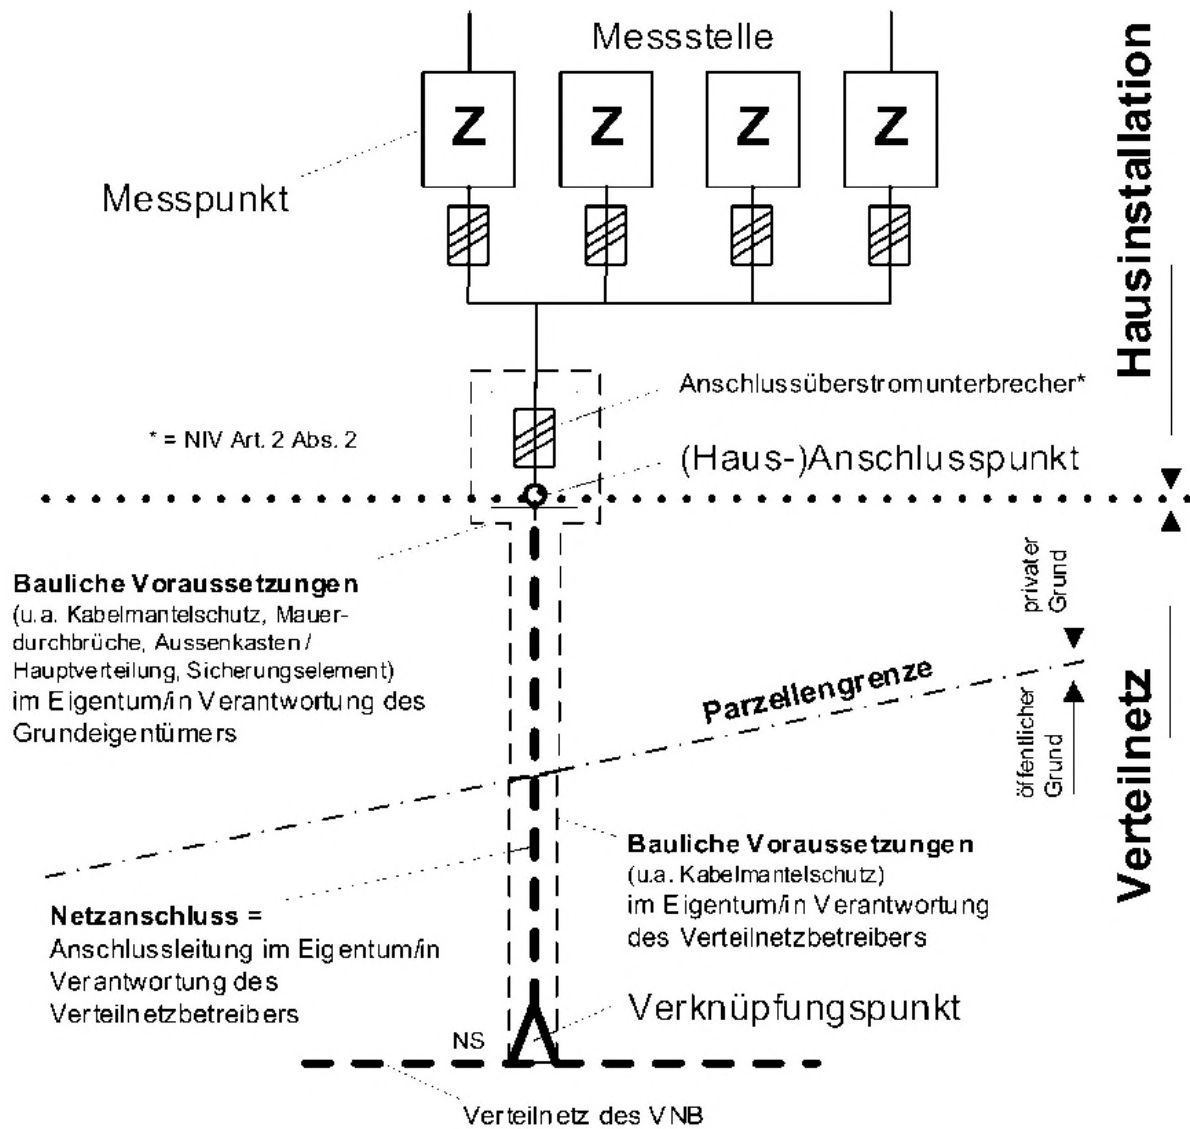 Messstelle
Z Z Z Z
Messpunkt
Hausinstallation
Anschlussüberstromunterbrecher*
* = NIV Art. 2 Abs. 2
(Haus-)Anschlusspunkt
Bauliche Voraussetzungen
(u.a. Kabelmantelschutz, Mauer-
durchbrüche, Aussenkasten /
Hauptverteilung, Sicherungselement)
im Eigentum/in Verantwortung des
Grundeigentümers
privater
Grund
Parzellengrenze
öffentlicher
Grund
Verteilnetz
Bauliche Voraussetzungen
(u.a. Kabelmantelschutz)
im Eigentum/in Verantwortung
des Verteilnetzbetreibers
Netzanschluss =
Anschlussleitung im Eigentum/in
Verantwortung des
Verteilnetzbetreibers
Verknüpfungspunkt
NS
Verteilnetz des VNB